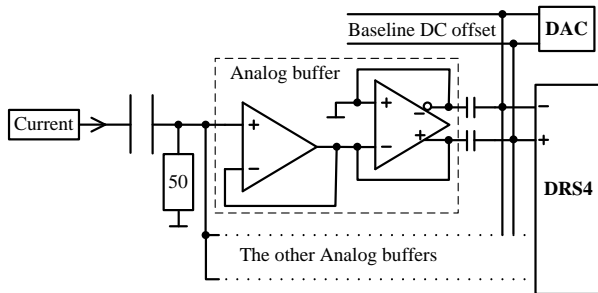 Baseline DC offset
DAC
Analog buffer
Current
50
+
−
+
−
−
+
−
+
DRS4
The other Analog buffers